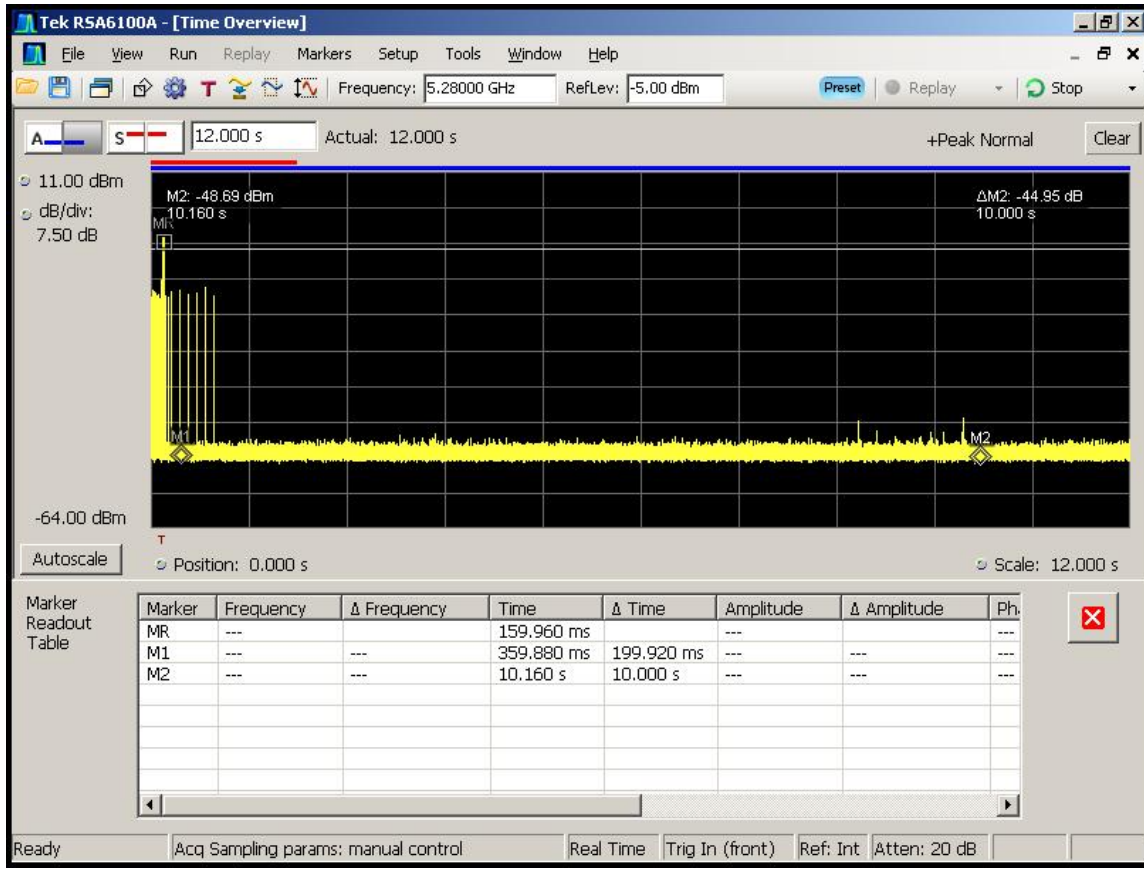 Tek RSA6100A - [Time Overview]
File View Run Replay Markers Setup Tools Window Help
T Frequency: 5.28000 GHz RefLev: -5.00 dBm Preset Replay Stop
A S 12.000 s Actual: 12.000 s +Peak Normal Clear
11.00 dBm
dB/div:
7.50 dB
M2: -48.69 dBm
10.160 s
ΔM2: -44.95 dB
10.000 s
MR
M1
M2
-64.00 dBm
T
Autoscale Position: 0.000 s Scale: 12.000 s
Marker
Readout
Table
Marker Frequency Δ Frequency Time Δ Time Amplitude Δ Amplitude Ph
MR --- 159.960 ms --- ---
M1 --- --- 359.880 ms 199.920 ms --- --- ---
M2 --- --- 10.160 s 10.000 s --- --- ---
Ready Acq Sampling params: manual control Real Time Trig In (front) Ref: Int Atten: 20 dB